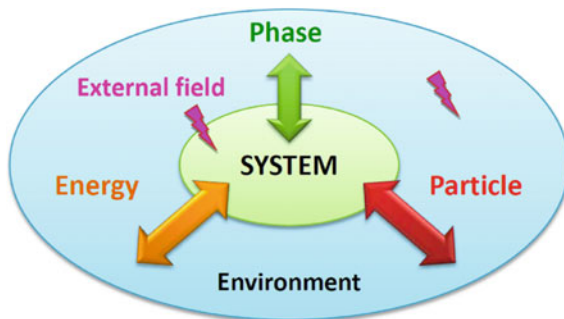 Phase
External field
SYSTEM
Energy
Particle
Environment